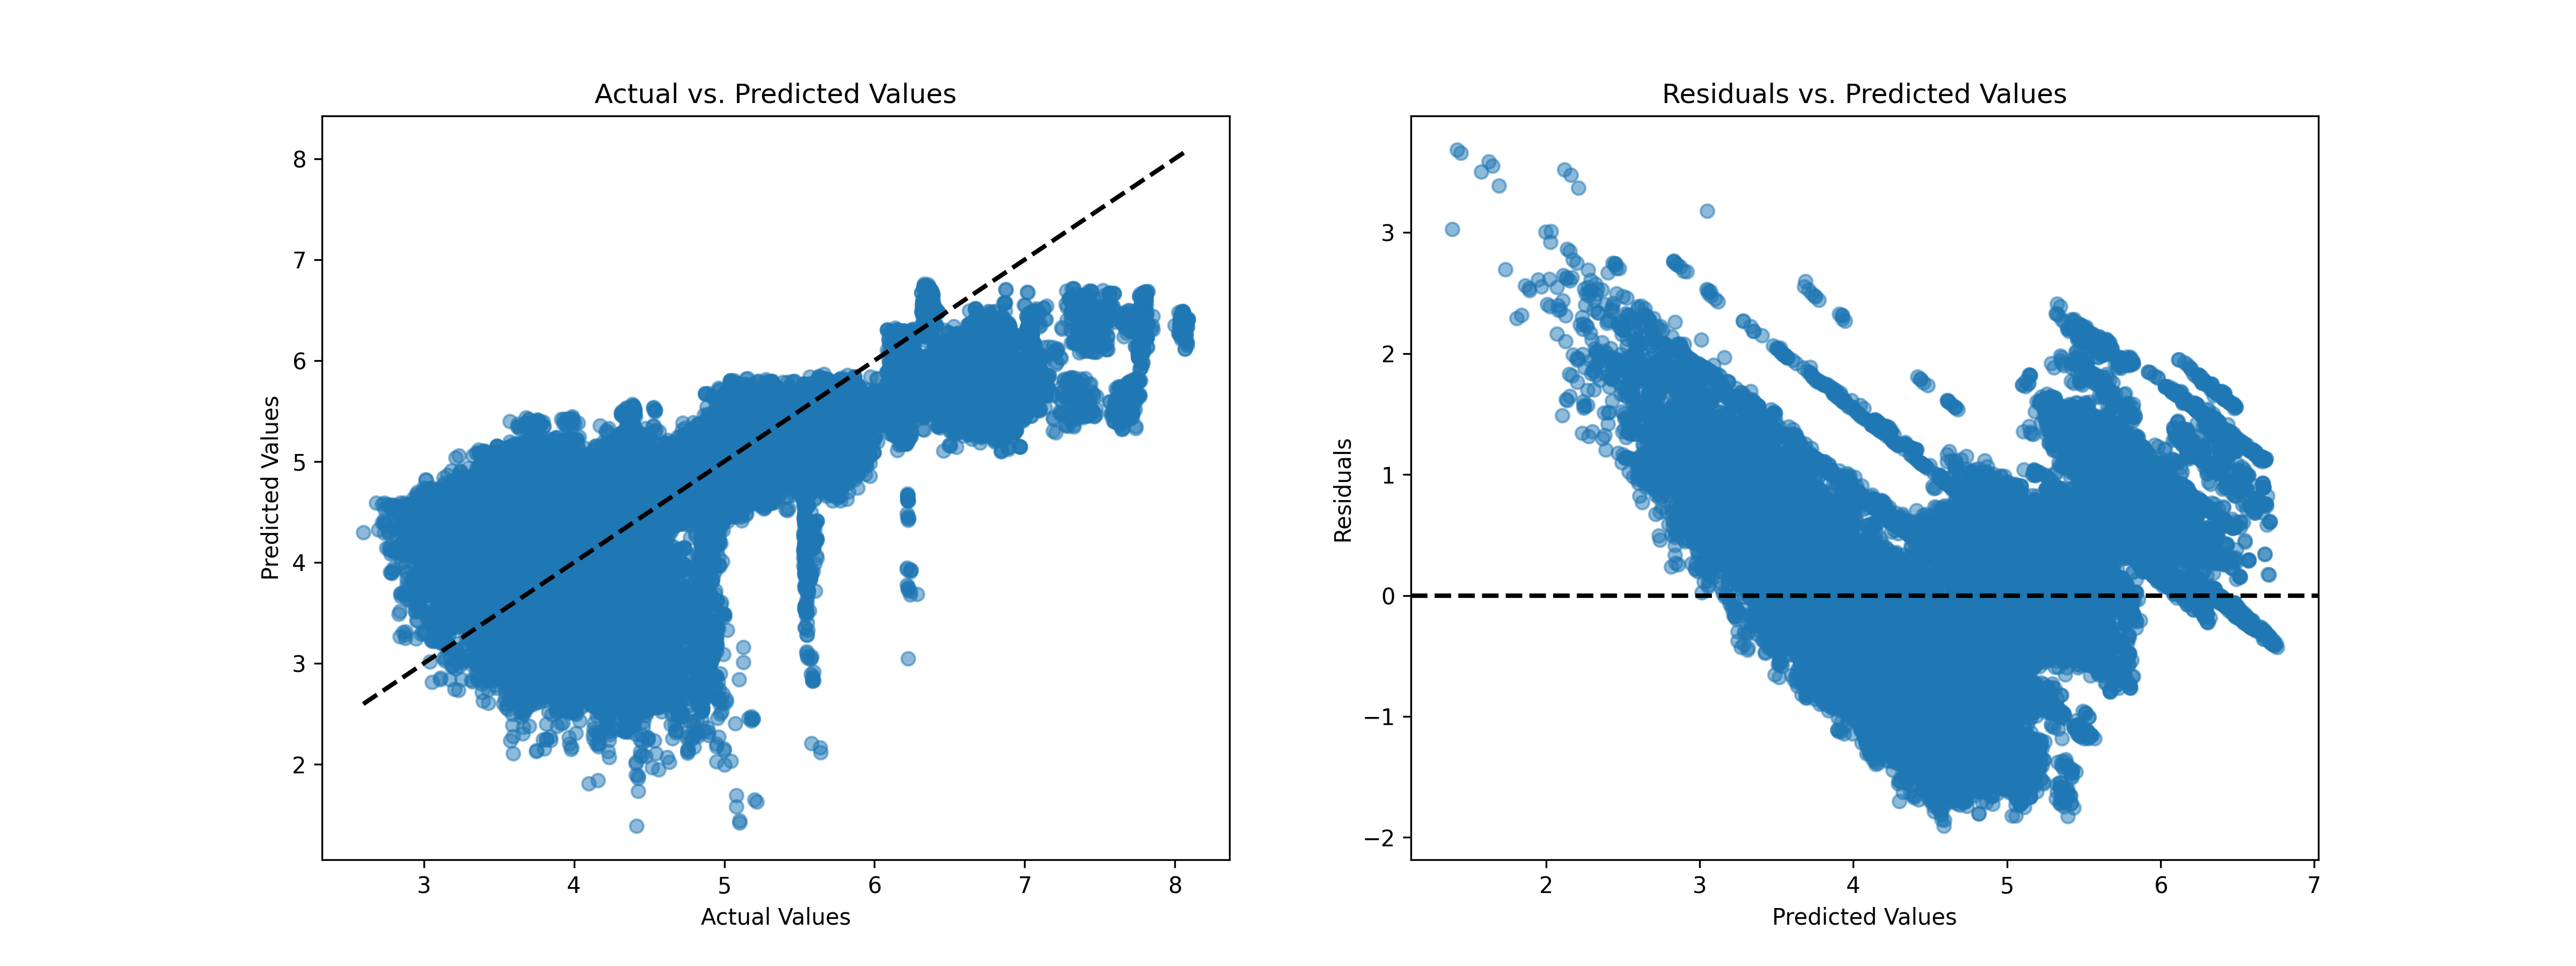 Actual vs. Predicted Values
8
7
6
5
4
3
2
Predicted Values
3 4 5 6 7 8
Actual Values
Residuals vs. Predicted Values
3
2
1
0
−1
−2
Residuals
2 3 4 5 6 7
Predicted Values